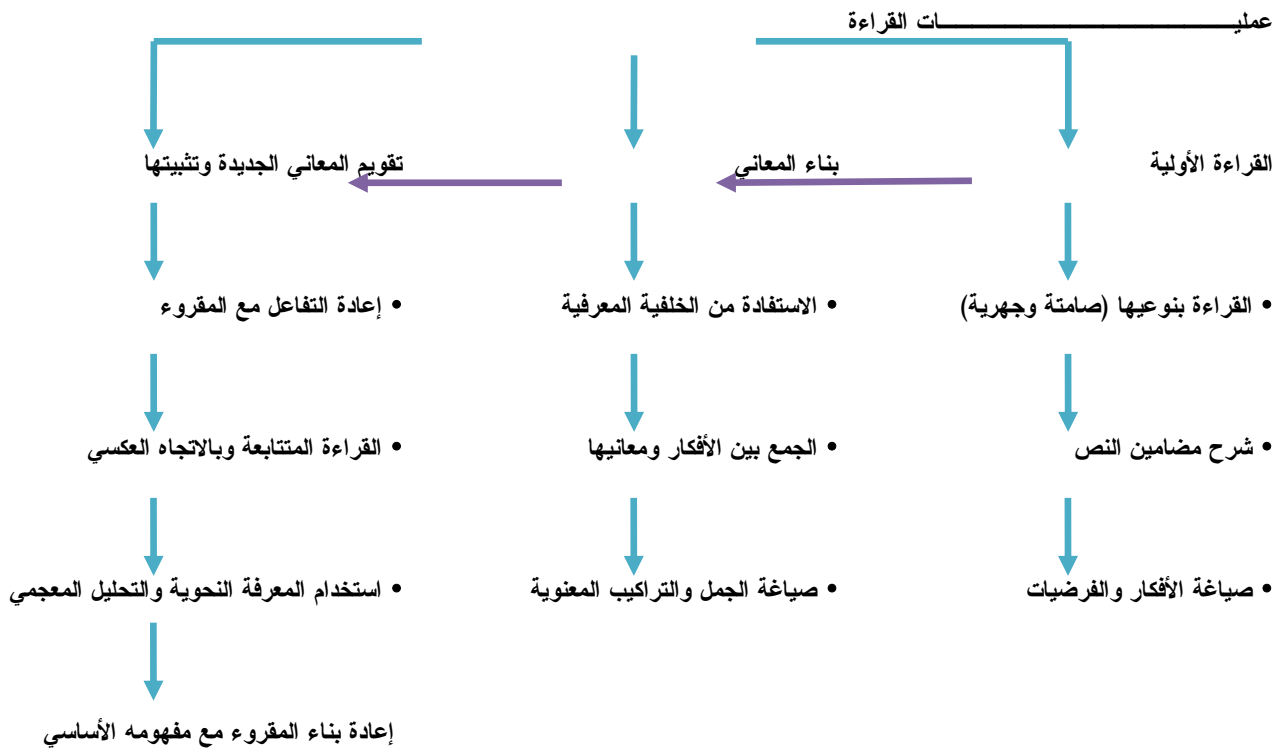 عمليـــــــــــــــــــــات القراءة
القراءة الأولية
بناء المعاني
تقويم المعاني الجديدة وتثبيتها
• القراءة بنوعيها (صامتة وجهرية)
• الاستفادة من الخلفية المعرفية
• إعادة التفاعل مع المقروء
• شرح مضامين النص
• الجمع بين الأفكار ومعانيها
• القراءة المتتابعة وبالاتجاه العكسي
• صياغة الأفكار والفرضيات
• صياغة الجمل والتراكيب المعنوية
• استخدام المعرفة النحوية والتحليل المعجمي
إعادة بناء المقروء مع مفهومه الأساسي